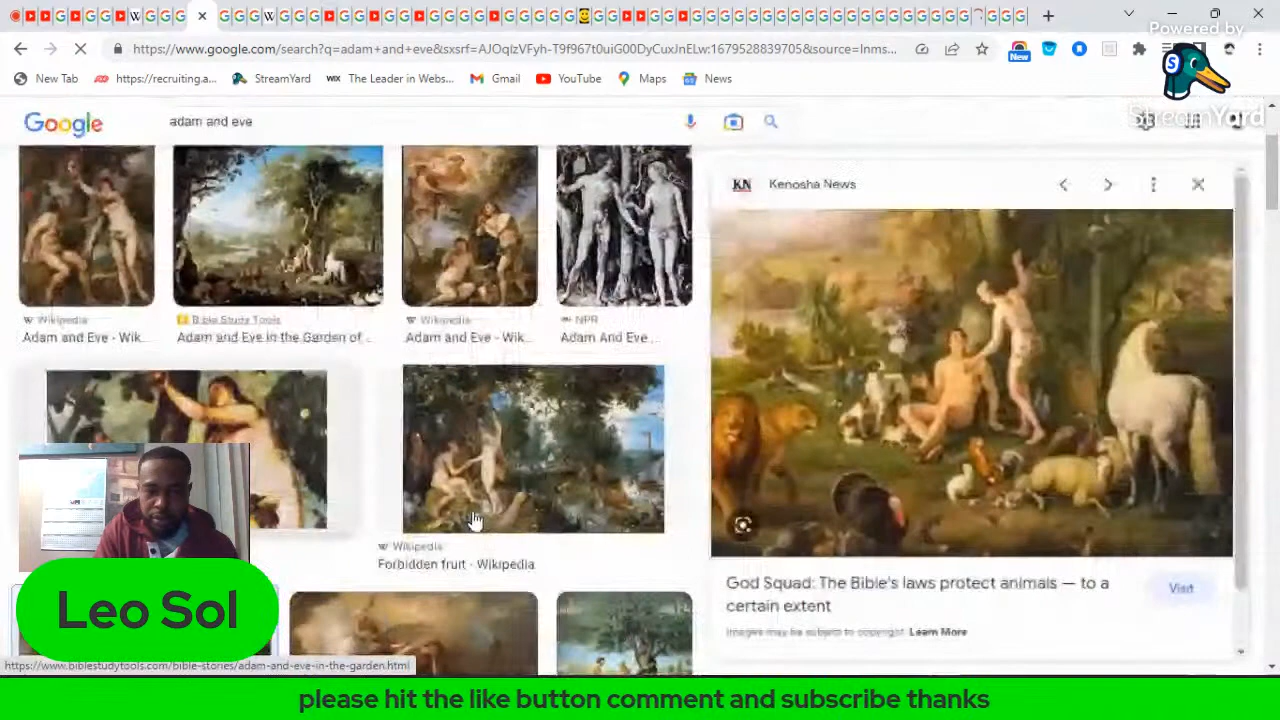 Powered by
StreamYard
https://www.google.com/search?q=adam+and+eve&sxsrf=AJOqlzVFyh-T9f967t0uiG00DyCuxJnELw:1679528839705&source=lnms...
New
New Tab
https://recruiting.a...
StreamYard
WiX
The Leader in Webs...
Gmail
YouTube
Maps
News
Google
adam and eve
KN
Kenosha News
Wikipedia
Adam and Eve - Wik...
Bible Study Tools
Adam and Eve in the Garden of ...
Wikipedia
Adam and Eve - Wik...
NPR
Adam And Eve ...
Wikipedia
Forbidden fruit - Wikipedia
God Squad: The Bible's laws protect animals — to a
certain extent
Visit
Images may be subject to copyright. Learn More
Leo Sol
https://www.biblestudytools.com/bible-stories/adam-and-eve-in-the-garden.html
please hit the like button comment and subscribe thanks